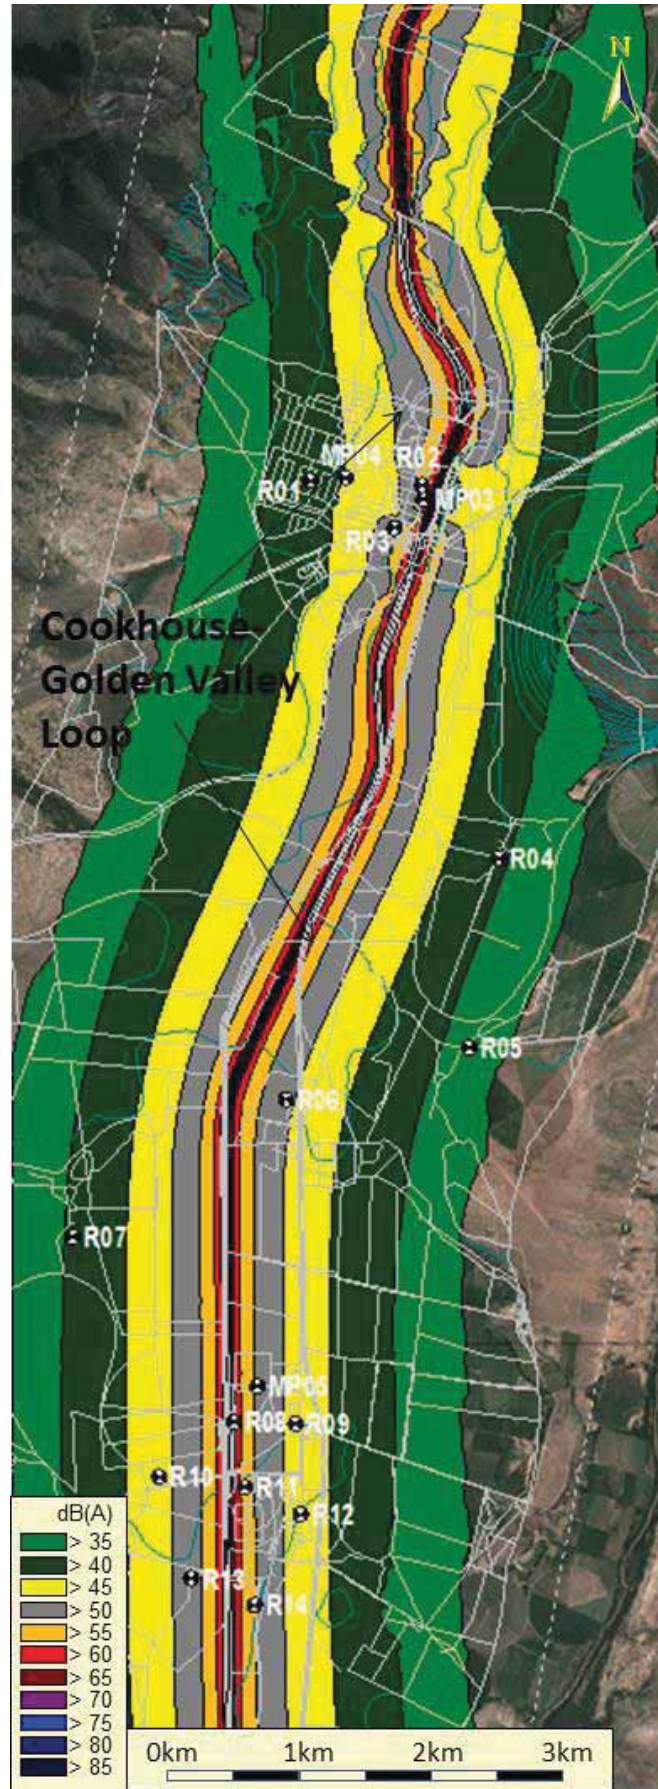 N
MP04
R02
R01
MP03
R03
Cookhouse-
Golden Valley
Loop
R04
R05
R06
R07
MP05
R08
R09
R10
R11
R12
R13
R14
dB(A)
> 35
> 40
> 45
> 50
> 55
> 60
> 65
> 70
> 75
> 80
> 85
0km 1km 2km 3km